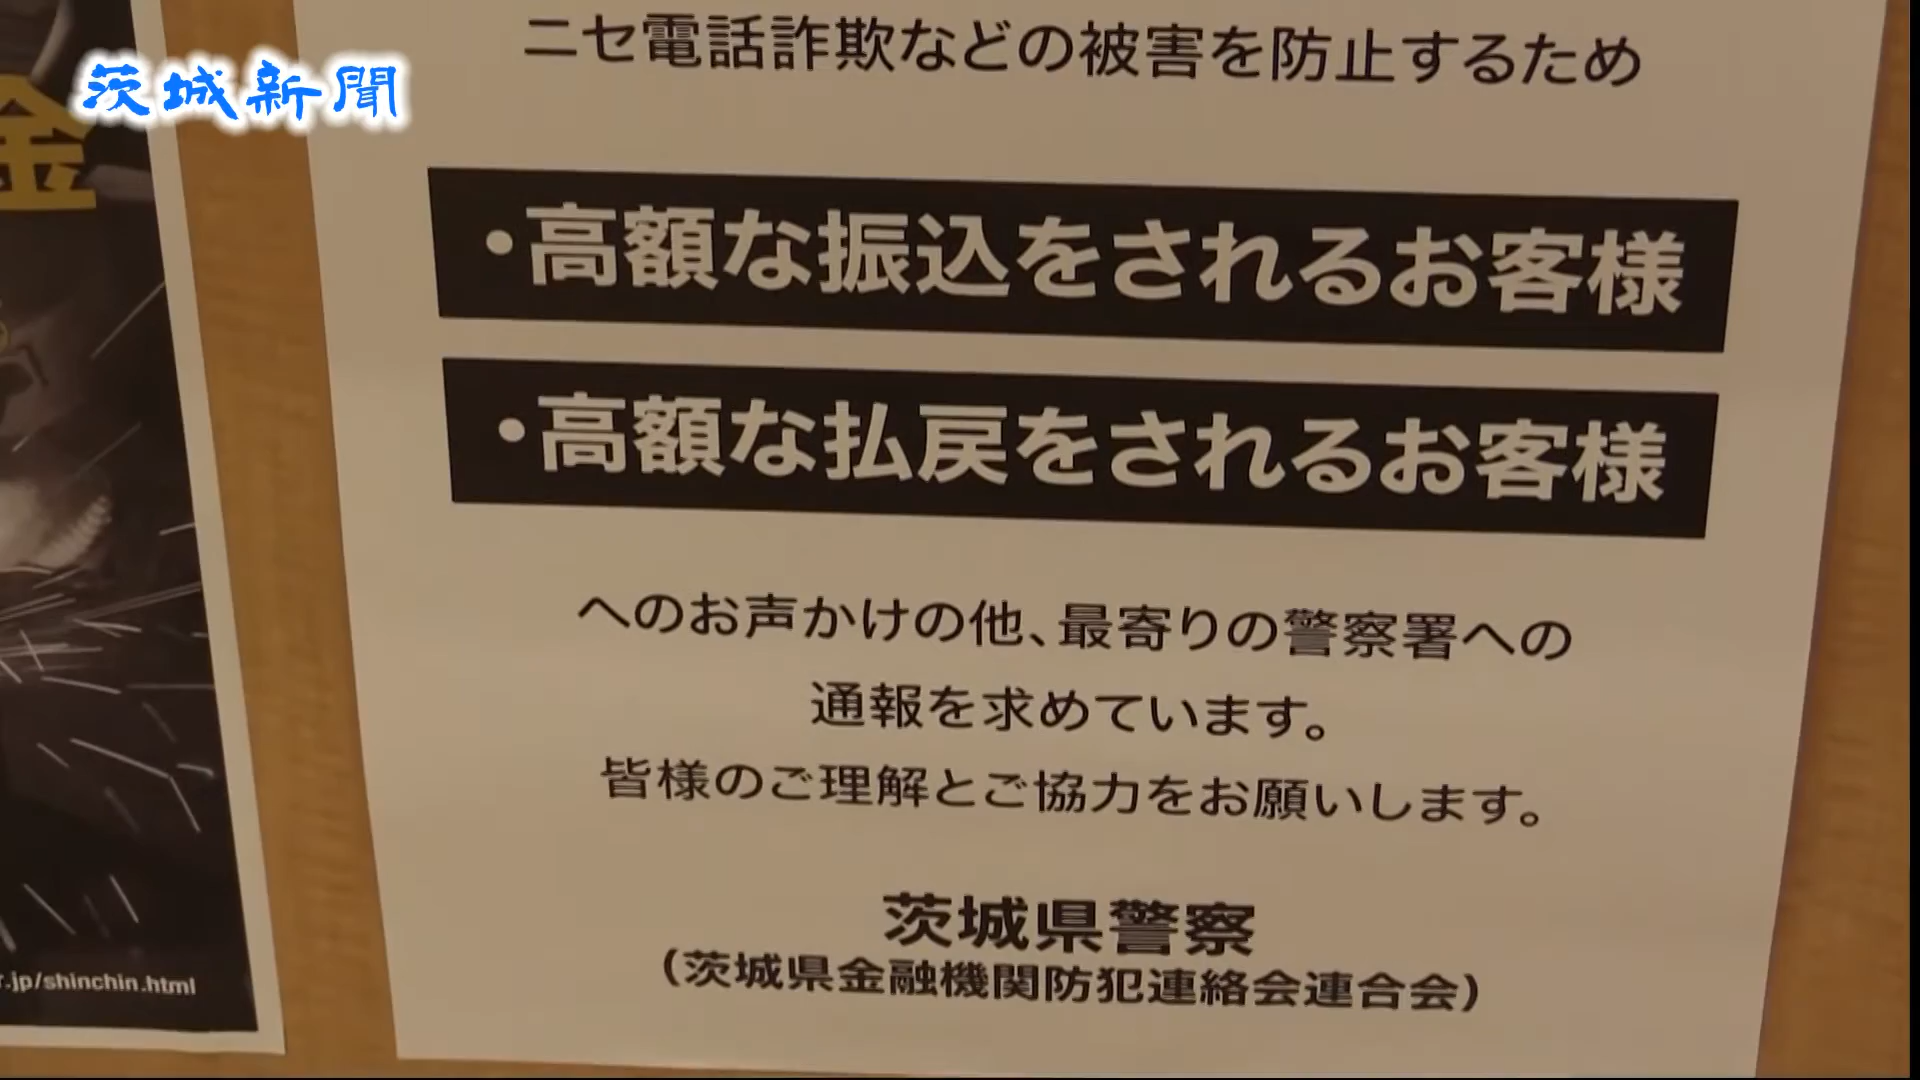 茨城新聞
金
ニセ電話詐欺などの被害を防止するため
・高額な振込をされるお客様
・高額な払戻をされるお客様
へのお声かけの他、最寄りの警察署への
通報を求めています。
皆様のご理解とご協力をお願いします。
茨城県警察
（茨城県金融機関防犯連絡会連合会）
r.jp/shinchin.html